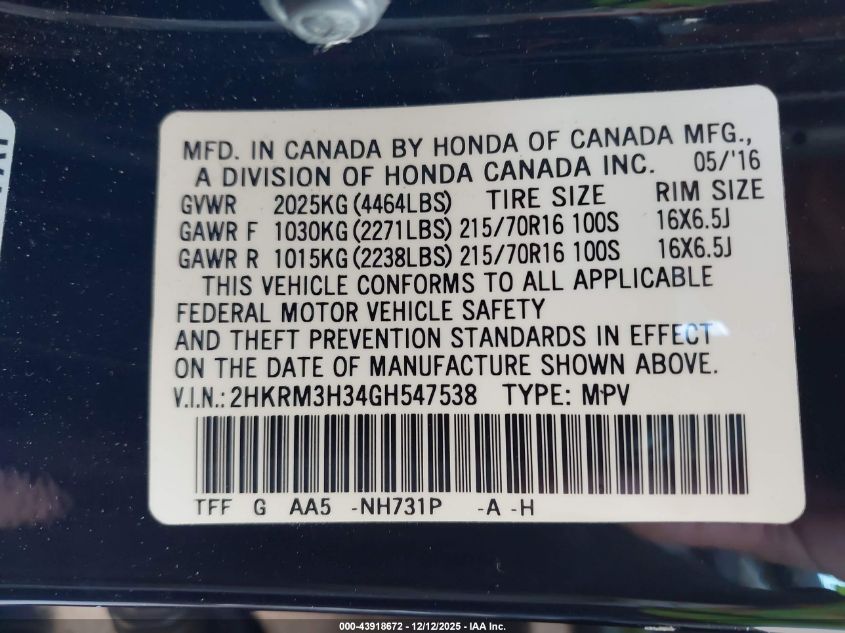 MFD. IN CANADA BY HONDA OF CANADA MFG.,
A DIVISION OF HONDA CANADA INC. 05/'16
GVWR 2025KG (4464LBS) TIRE SIZE RIM SIZE
GAWR F 1030KG (2271LBS) 215/70R16 100S 16X6.5J
GAWR R 1015KG (2238LBS) 215/70R16 100S 16X6.5J
THIS VEHICLE CONFORMS TO ALL APPLICABLE
FEDERAL MOTOR VEHICLE SAFETY
AND THEFT PREVENTION STANDARDS IN EFFECT
ON THE DATE OF MANUFACTURE SHOWN ABOVE.
V.I.N.: 2HKRM3H34GH547538 TYPE: MPV
TFF G AA5 -NH731P -A -H
000-43918672 - 12/12/2025 - IAA Inc.